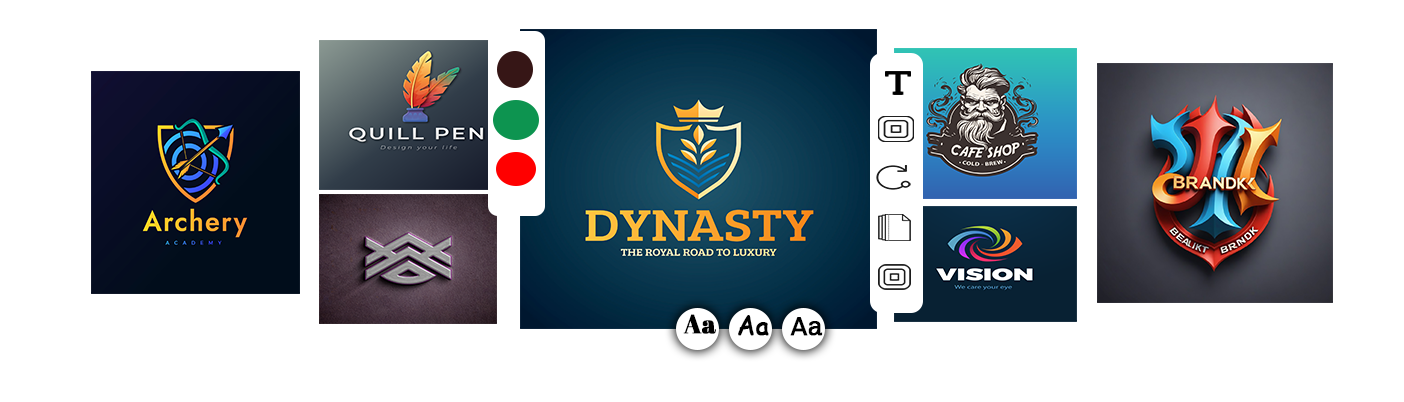 Archery
ACADEMY
QUILL PEN
Design your life
DYNASTY
THE ROYAL ROAD TO LUXURY
Aa
Aa
Aa
T
CAFE SHOP
· COLD - BREW ·
VISION
We care your eye
BRANDK
BEALIKT - BRNDK